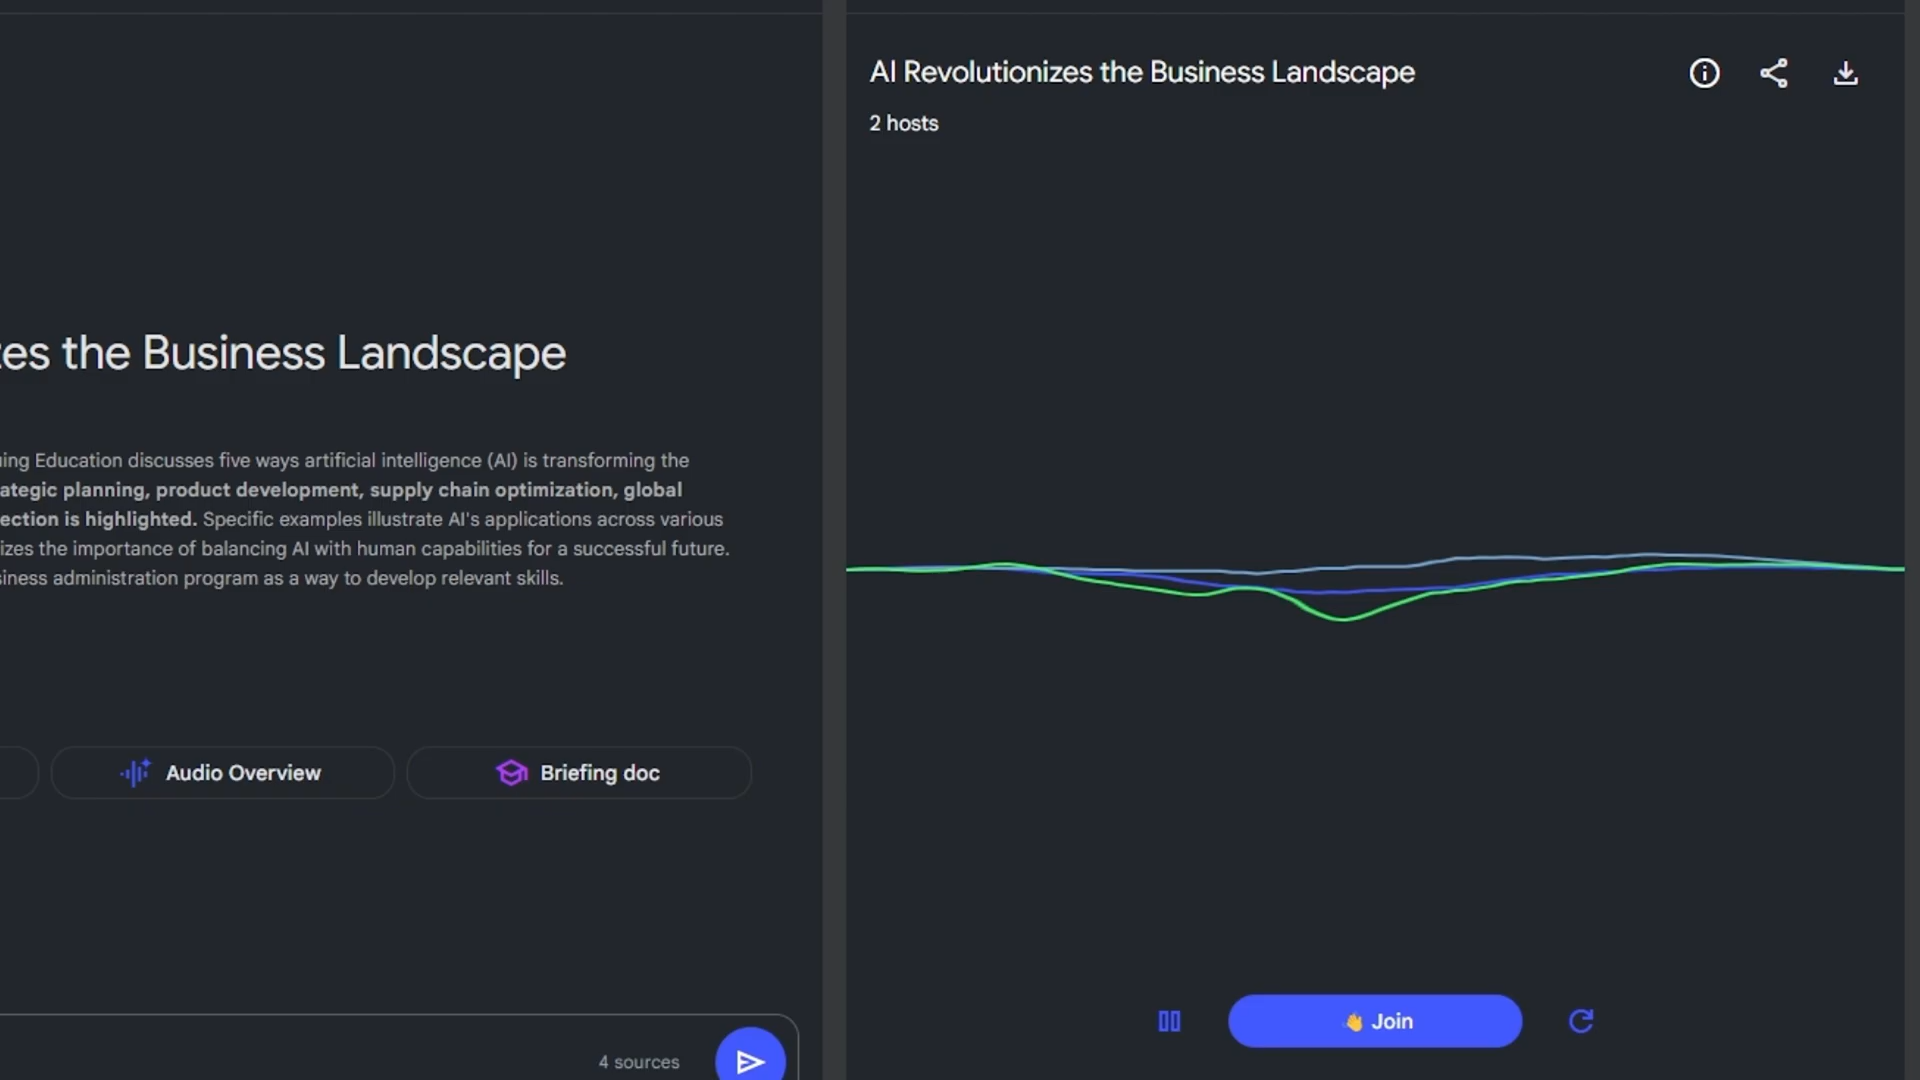 AI Revolutionizes the Business Landscape
2 hosts
zes the Business Landscape
ing Education discusses five ways artificial intelligence (AI) is transforming the
ategic planning, product development, supply chain optimization, global
ection is highlighted. Specific examples illustrate AI's applications across various
izes the importance of balancing AI with human capabilities for a successful future.
siness administration program as a way to develop relevant skills.
Audio Overview
Briefing doc
4 sources
👋 Join